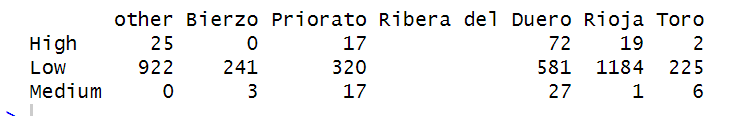 other Bierzo Priorato Ribera del Duero Rioja Toro
High 25 0 17 72 19 2
Low 922 241 320 581 1184 225
Medium 0 3 17 27 1 6
>